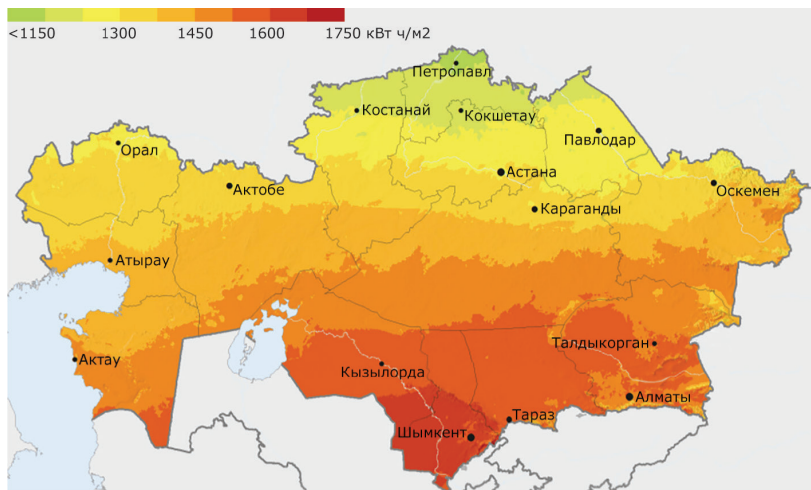 <1150 1300 1450 1600 1750 кВт ч/м2
Петропавл
Костанай
Кокшетау
Павлодар
Орал
Астана
Актобе
Оскемен
Караганды
Атырау
Талдыкорган
Актау
Кызылорда
Алматы
Тараз
Шымкент